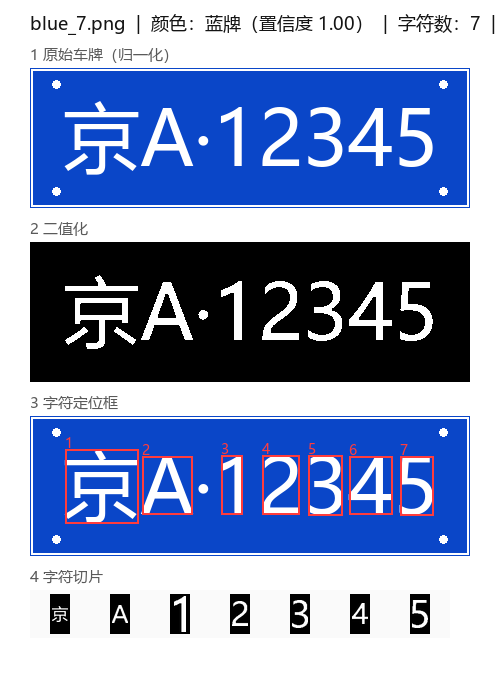 blue_7.png | 颜色：蓝牌（置信度 1.00） | 字符数：7 |
1 原始车牌（归一化）
京A·12345
2 二值化
京A·12345
3 字符定位框
1 2 3 4 5 6 7
京A·12345
4 字符切片
京 A 1 2 3 4 5